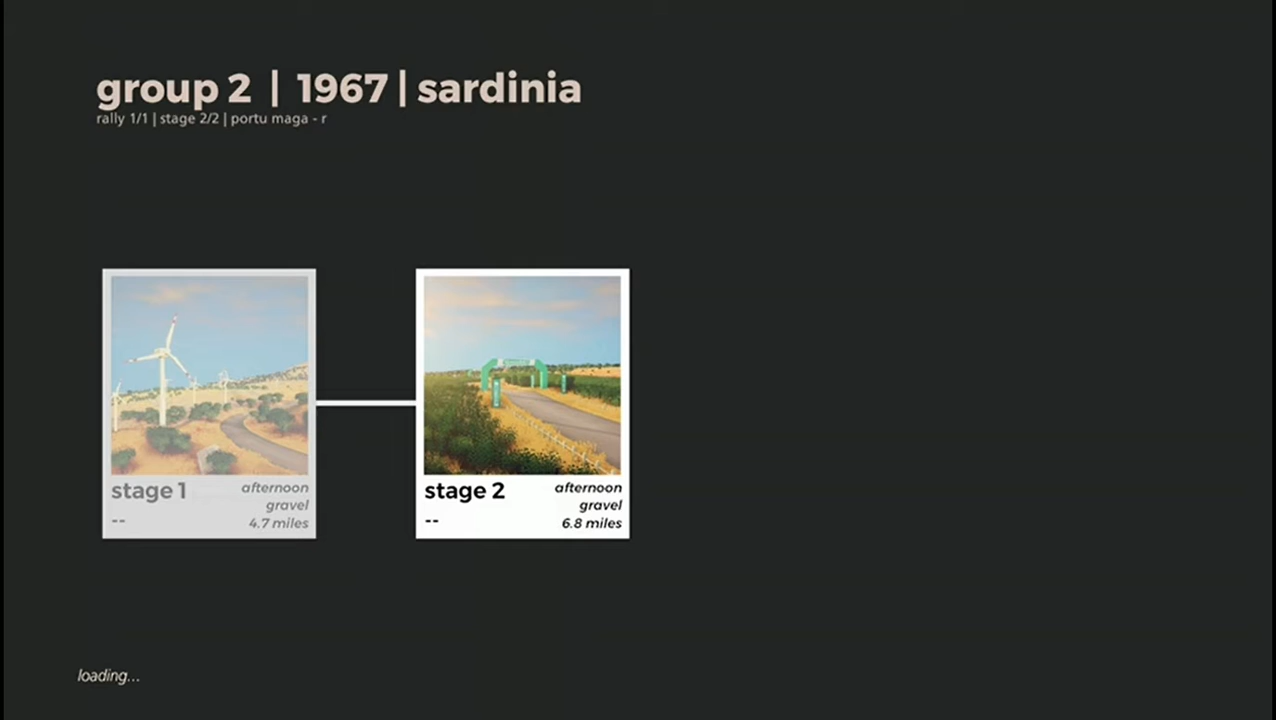 group 2 | 1967 | sardinia
rally 1/1 | stage 2/2 | portu maga - r
stage 1
afternoon
gravel
--
4.7 miles
stage 2
afternoon
gravel
--
6.8 miles
loading...